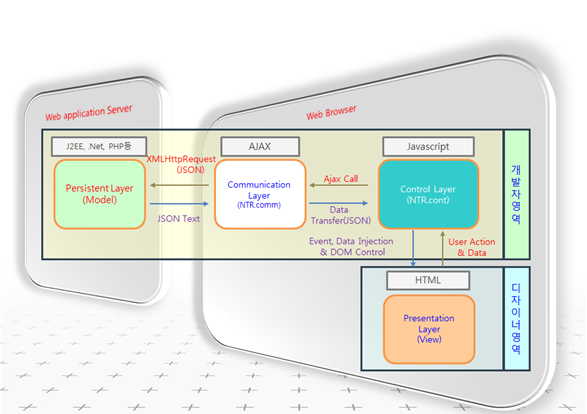 Web application Server
Web Browser
J2EE, .Net, PHP등
AJAX
Javascript
XMLHttpRequest
(JSON)
Persistent Layer
(Model)
Communication
Layer
(NTR.comm)
Ajax Call
Control Layer
(NTR.cont)
개발자영역
JSON Text
Data
Transfer(JSON)
Event, Data Injection
& DOM Control
User Action
& Data
HTML
Presentation
Layer
(View)
디자이너영역